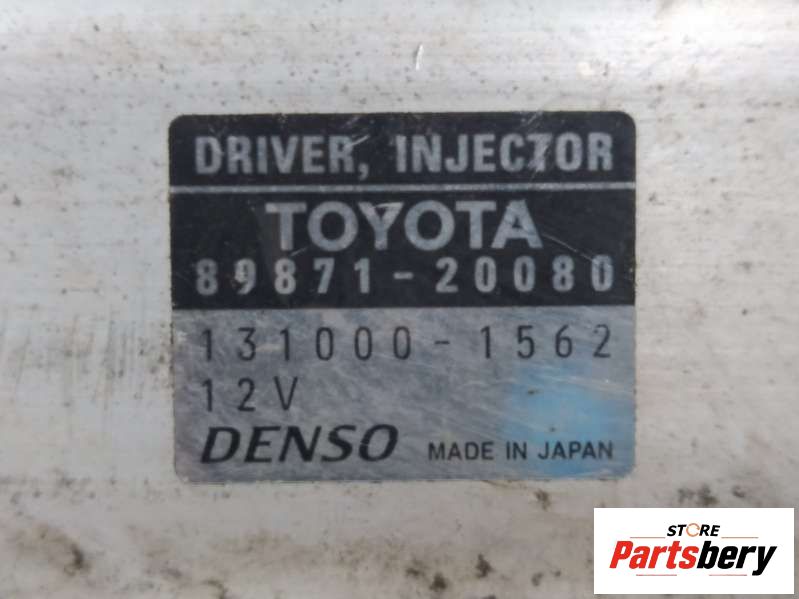 DRIVER, INJECTOR
TOYOTA
89871-20080
131000-1562
12V
DENSO MADE IN JAPAN
STORE
Partsbery